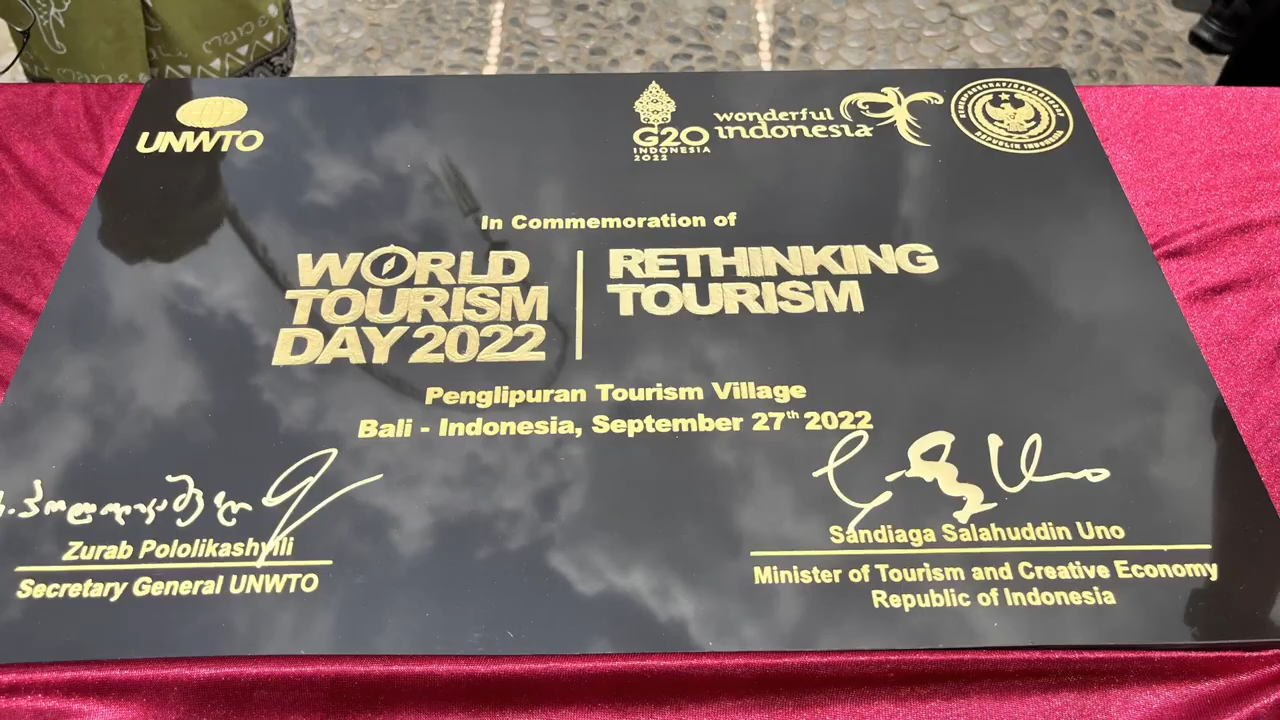 UNWTO
G20
INDONESIA
2022
wonderful
indonesia
REPUBLIK INDONESIA
In Commemoration of
WORLD
TOURISM
DAY 2022
RETHINKING
TOURISM
Penglipuran Tourism Village
Bali - Indonesia, September 27th 2022
Zurab Pololikashvili
Secretary General UNWTO
Sandiaga Salahuddin Uno
Minister of Tourism and Creative Economy
Republic of Indonesia